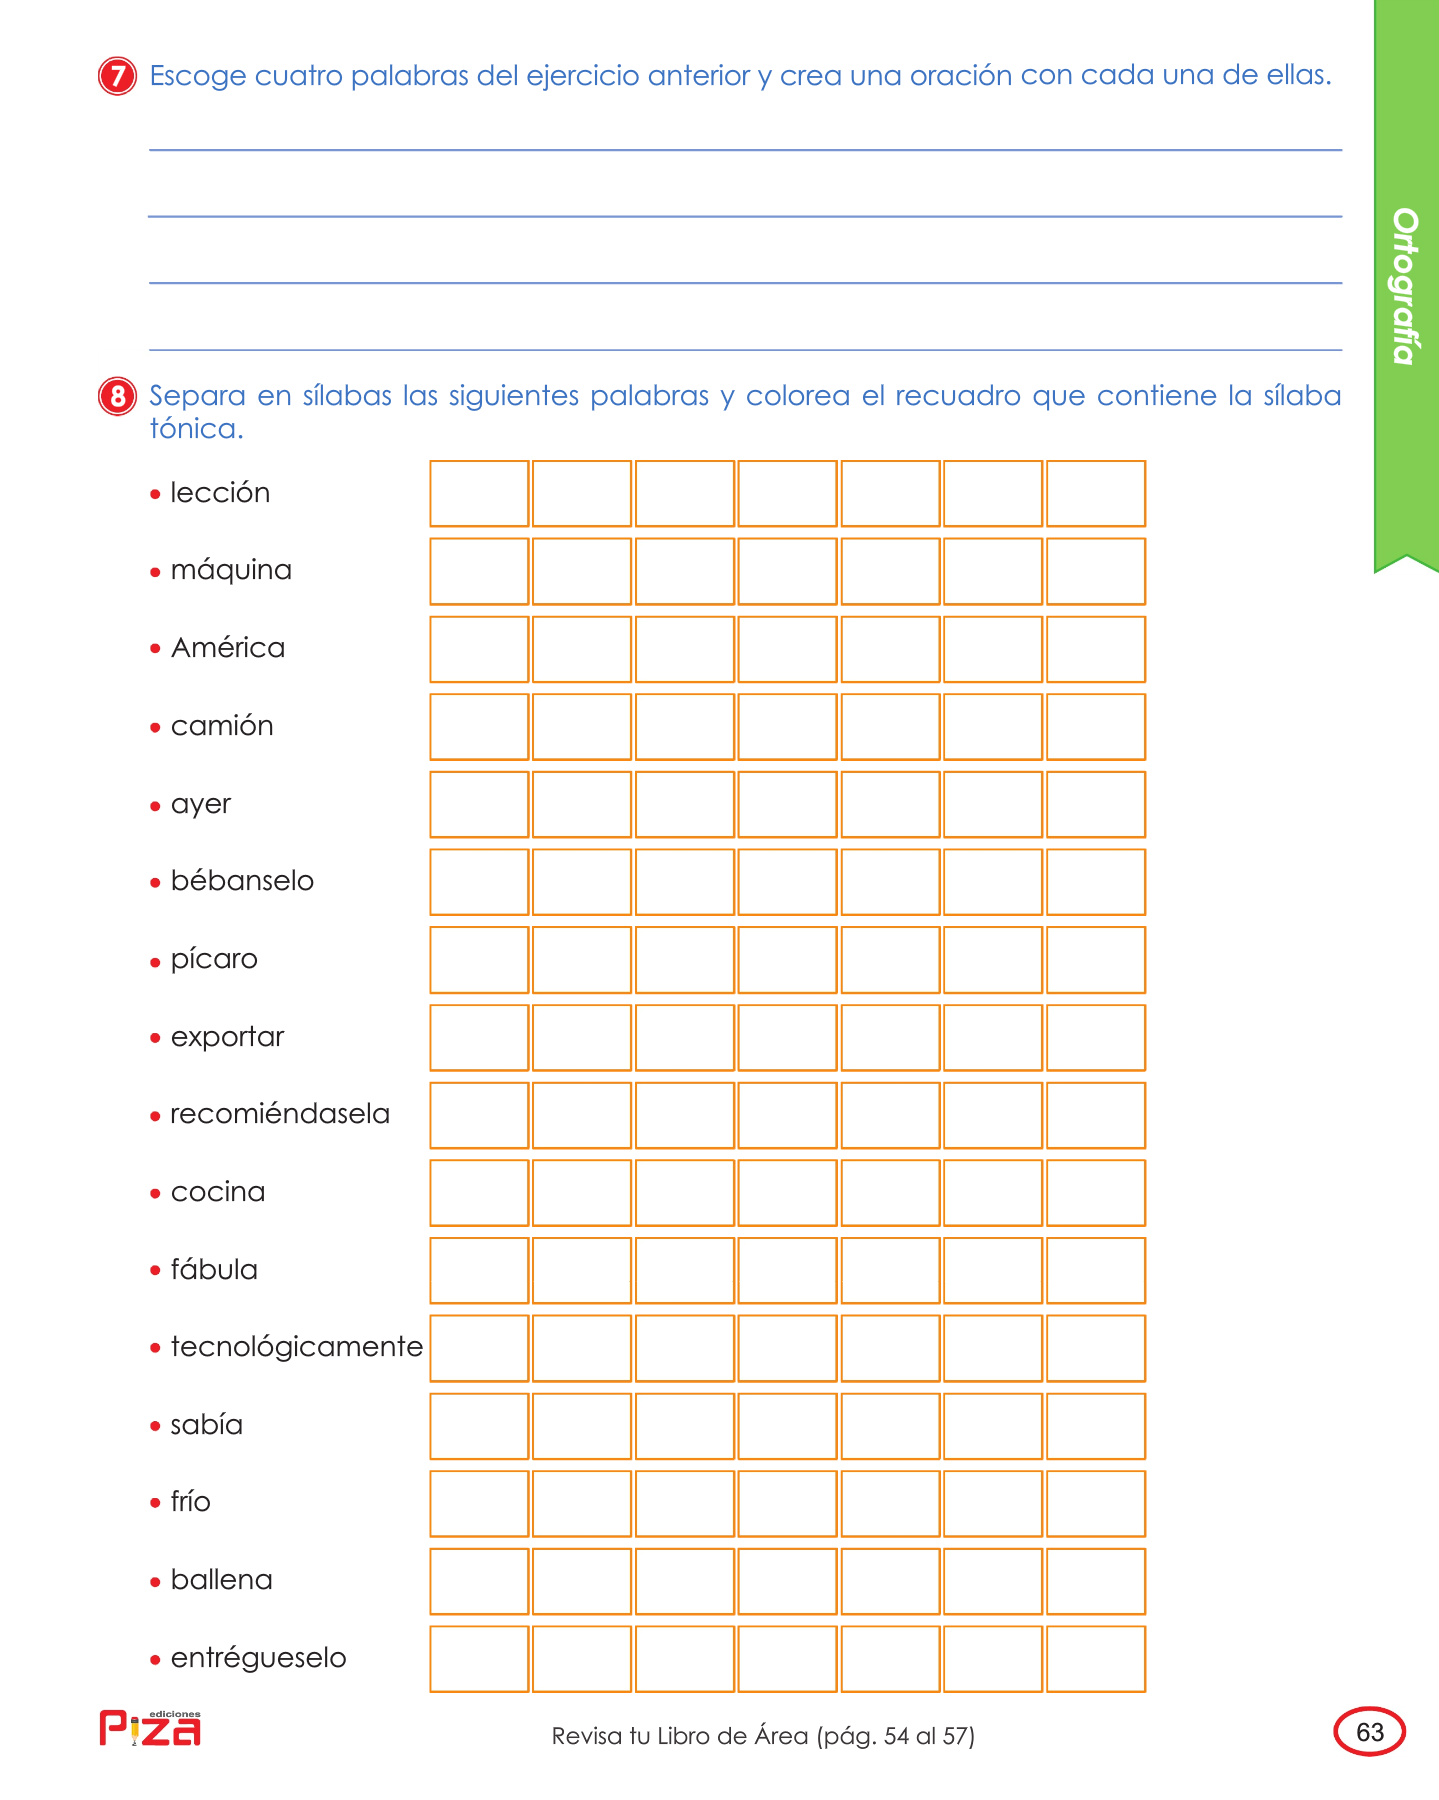 7 Escoge cuatro palabras del ejercicio anterior y crea una oración con cada una de ellas.
Ortografía
8 Separa en sílabas las siguientes palabras y colorea el recuadro que contiene la sílaba
tónica.
• lección
• máquina
• América
• camión
• ayer
• bébanselo
• pícaro
• exportar
• recomiéndasela
• cocina
• fábula
• tecnológicamente
• sabía
• frío
• ballena
• entrégueselo
ediciones
Piza
Revisa tu Libro de Área (pág. 54 al 57)
63